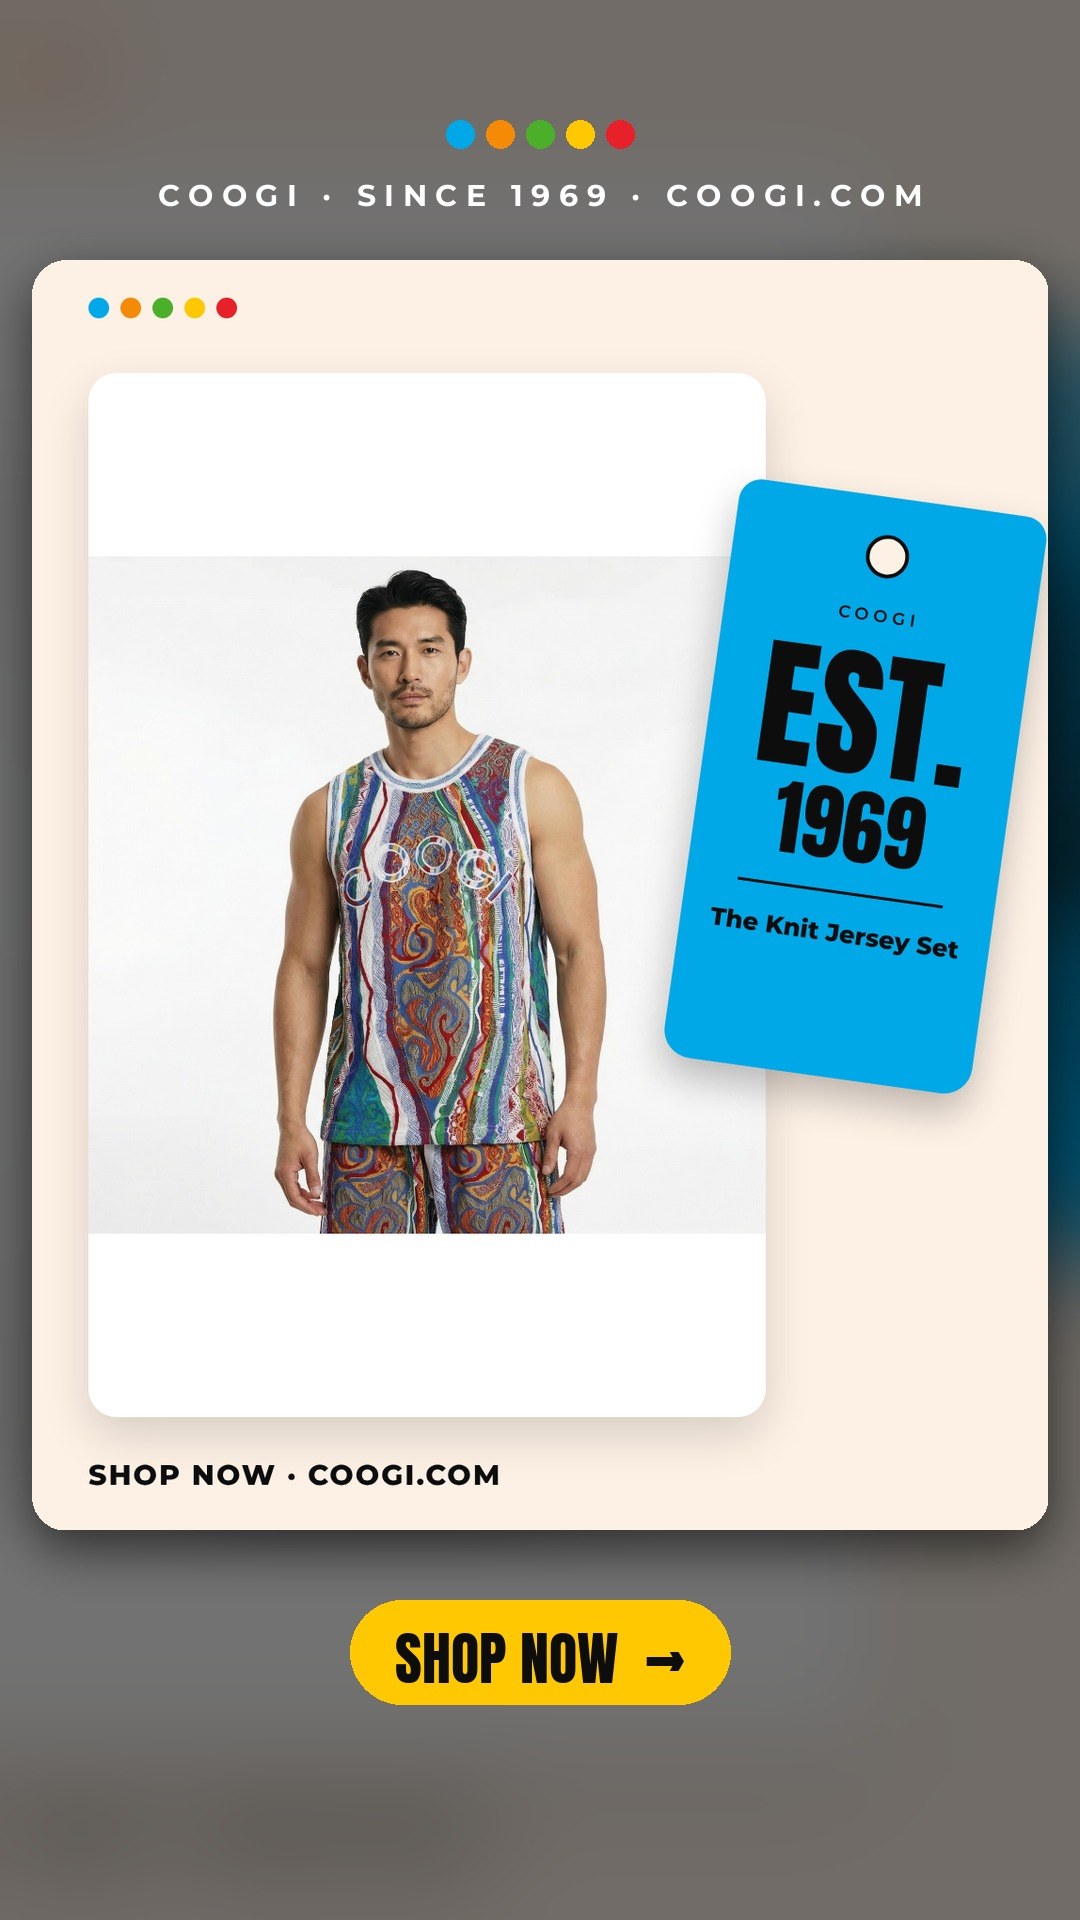 COOGI · SINCE 1969 · COOGI.COM
COOGI
EST.
1969
The Knit Jersey Set
COOGI
SHOP NOW · COOGI.COM
SHOP NOW →